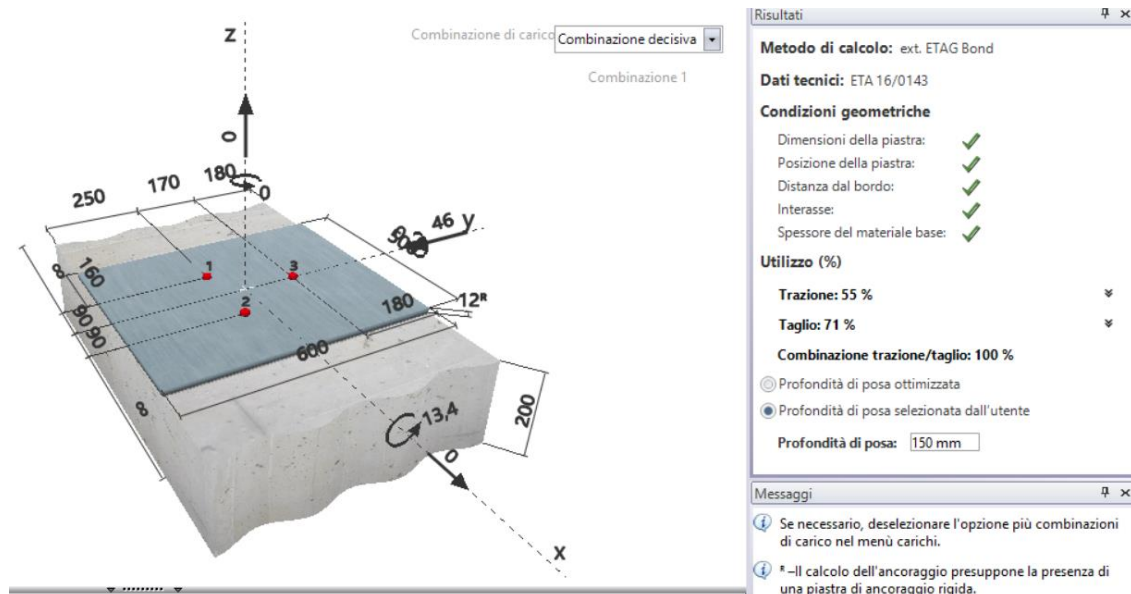 Z
Combinazione di carico
Combinazione decisiva
Combinazione 1
0
250
170
180
0
46
y
1
3
2
8
160
90
90
180
12ᴿ
600
8
13,4
200
0
X
Risultati
Metodo di calcolo: ext. ETAG Bond
Dati tecnici: ETA 16/0143
Condizioni geometriche
Dimensioni della piastra:
Posizione della piastra:
Distanza dal bordo:
Interasse:
Spessore del materiale base:
Utilizzo (%)
Trazione: 55 %
Taglio: 71 %
Combinazione trazione/taglio: 100 %
Profondità di posa ottimizzata
Profondità di posa selezionata dall'utente
Profondità di posa: 150 mm
Messaggi
Se necessario, deselezionare l'opzione più combinazioni
di carico nel menù carichi.
ᴿ –Il calcolo dell'ancoraggio presuppone la presenza di
una piastra di ancoraggio rigida.